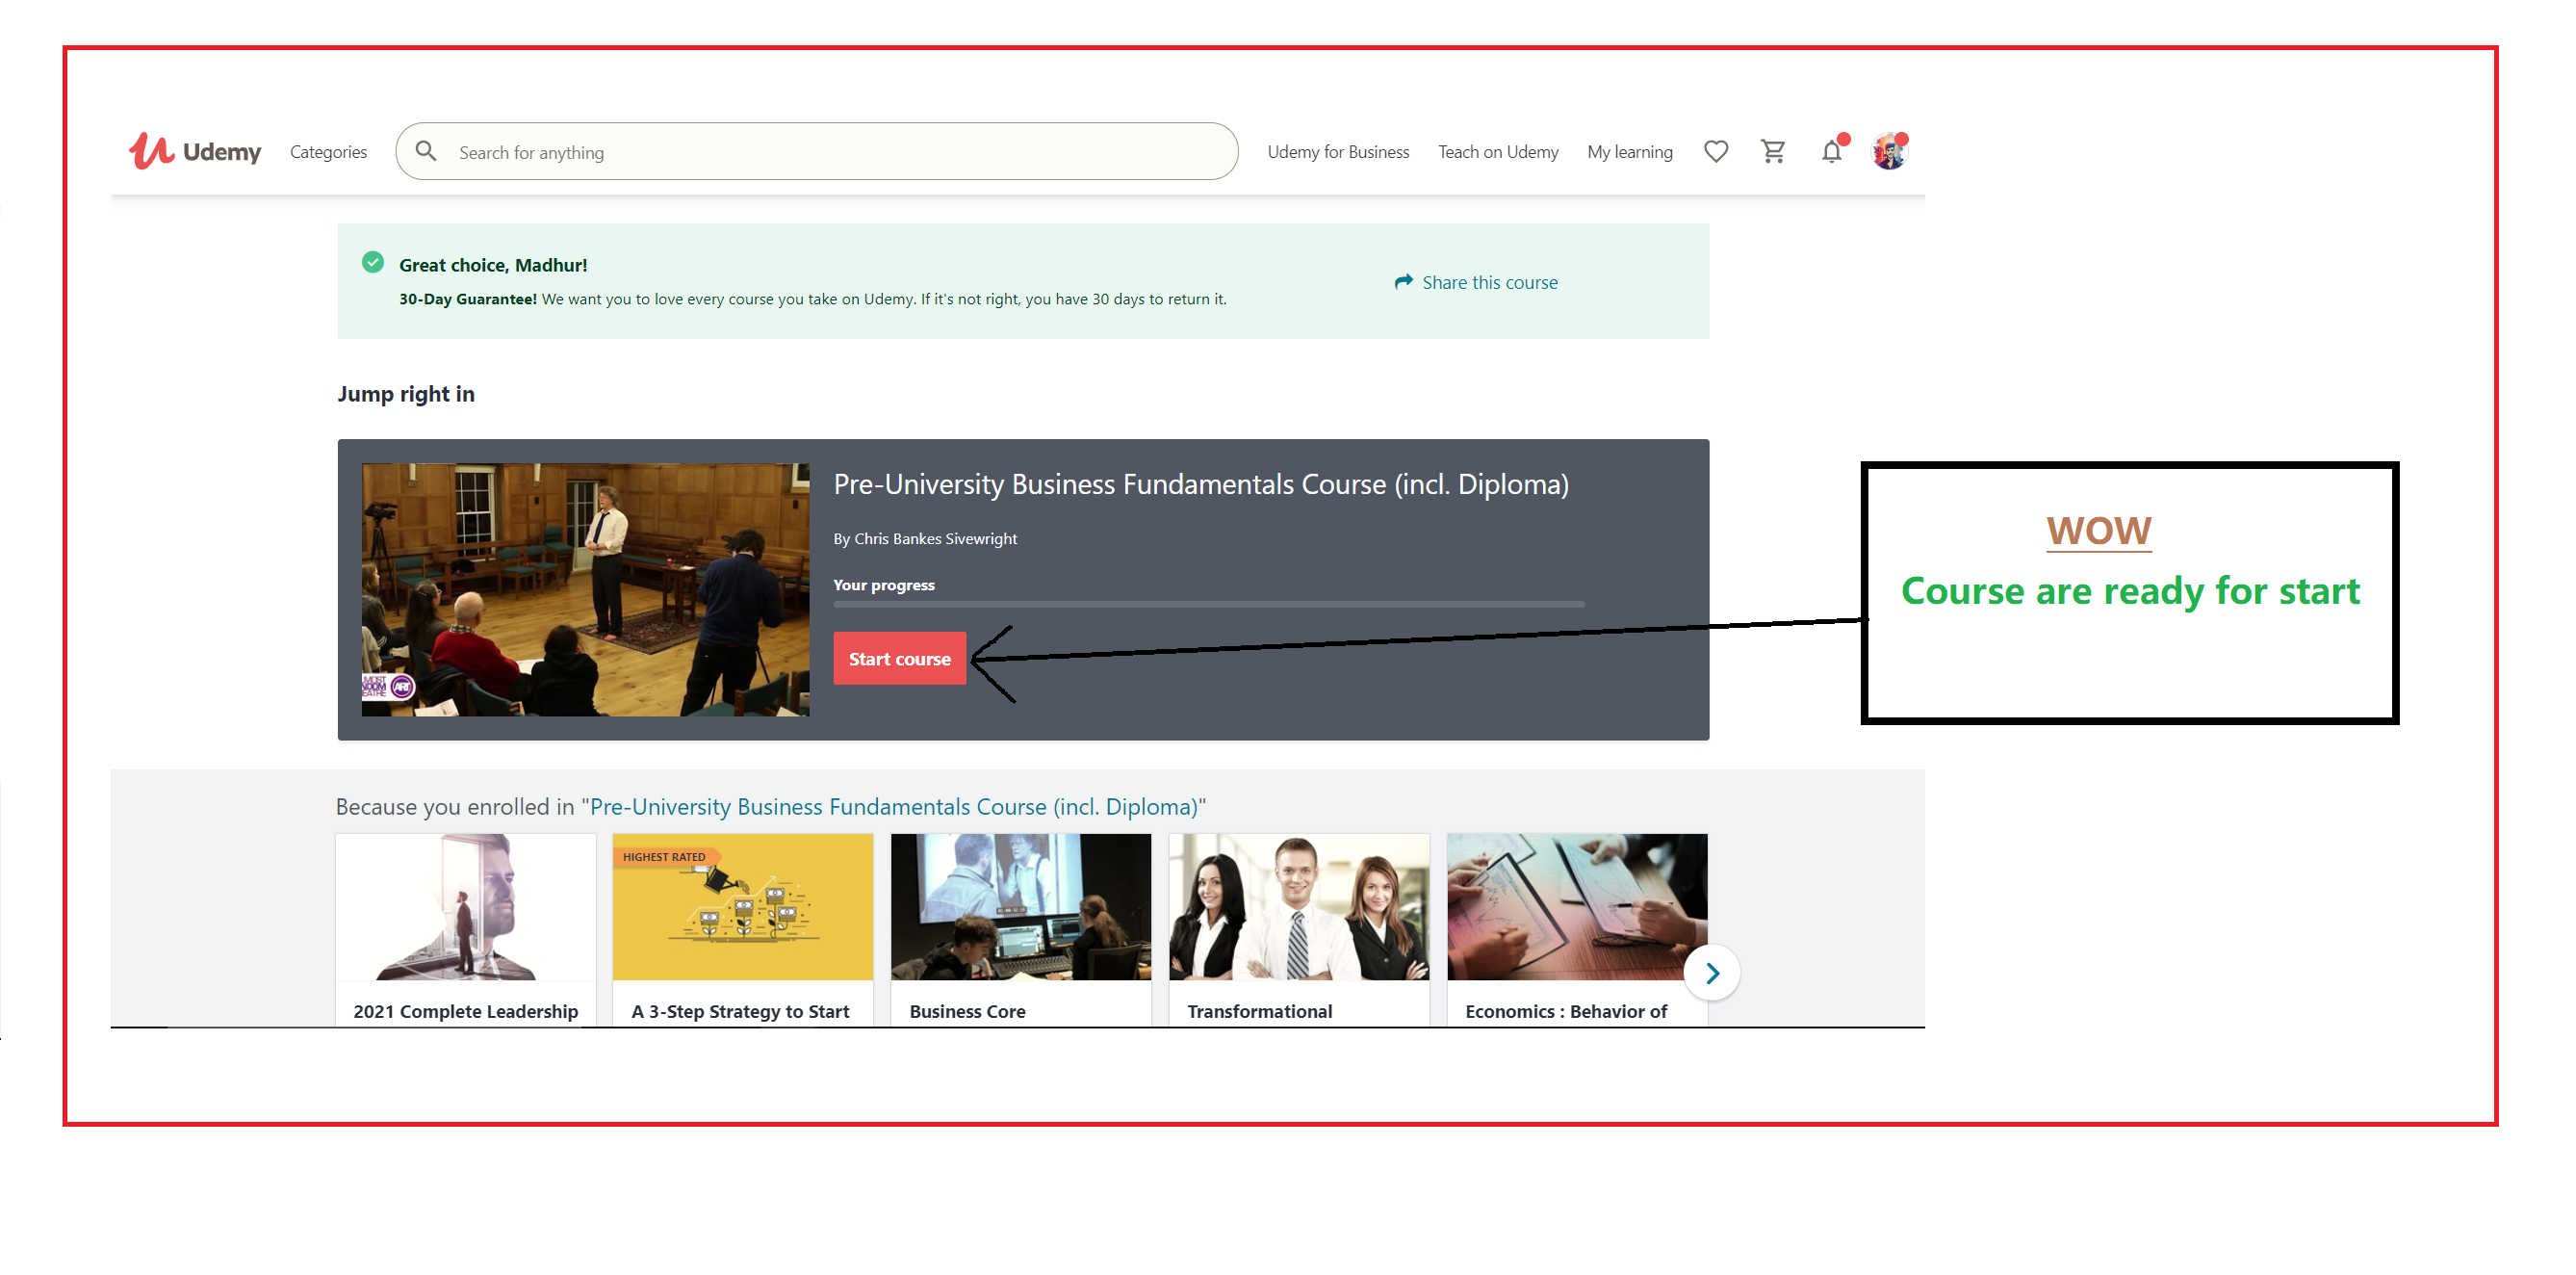 Udemy
Categories
Search for anything
Udemy for Business
Teach on Udemy
My learning
Great choice, Madhur!
30-Day Guarantee! We want you to love every course you take on Udemy. If it's not right, you have 30 days to return it.
Share this course
Jump right in
Pre-University Business Fundamentals Course (incl. Diploma)
By Chris Bankes Sivewright
Your progress
Start course
ART
WOW
Course are ready for start
Because you enrolled in "Pre-University Business Fundamentals Course (incl. Diploma)"
HIGHEST RATED
2021 Complete Leadership
A 3-Step Strategy to Start
Business Core
Transformational
Economics : Behavior of